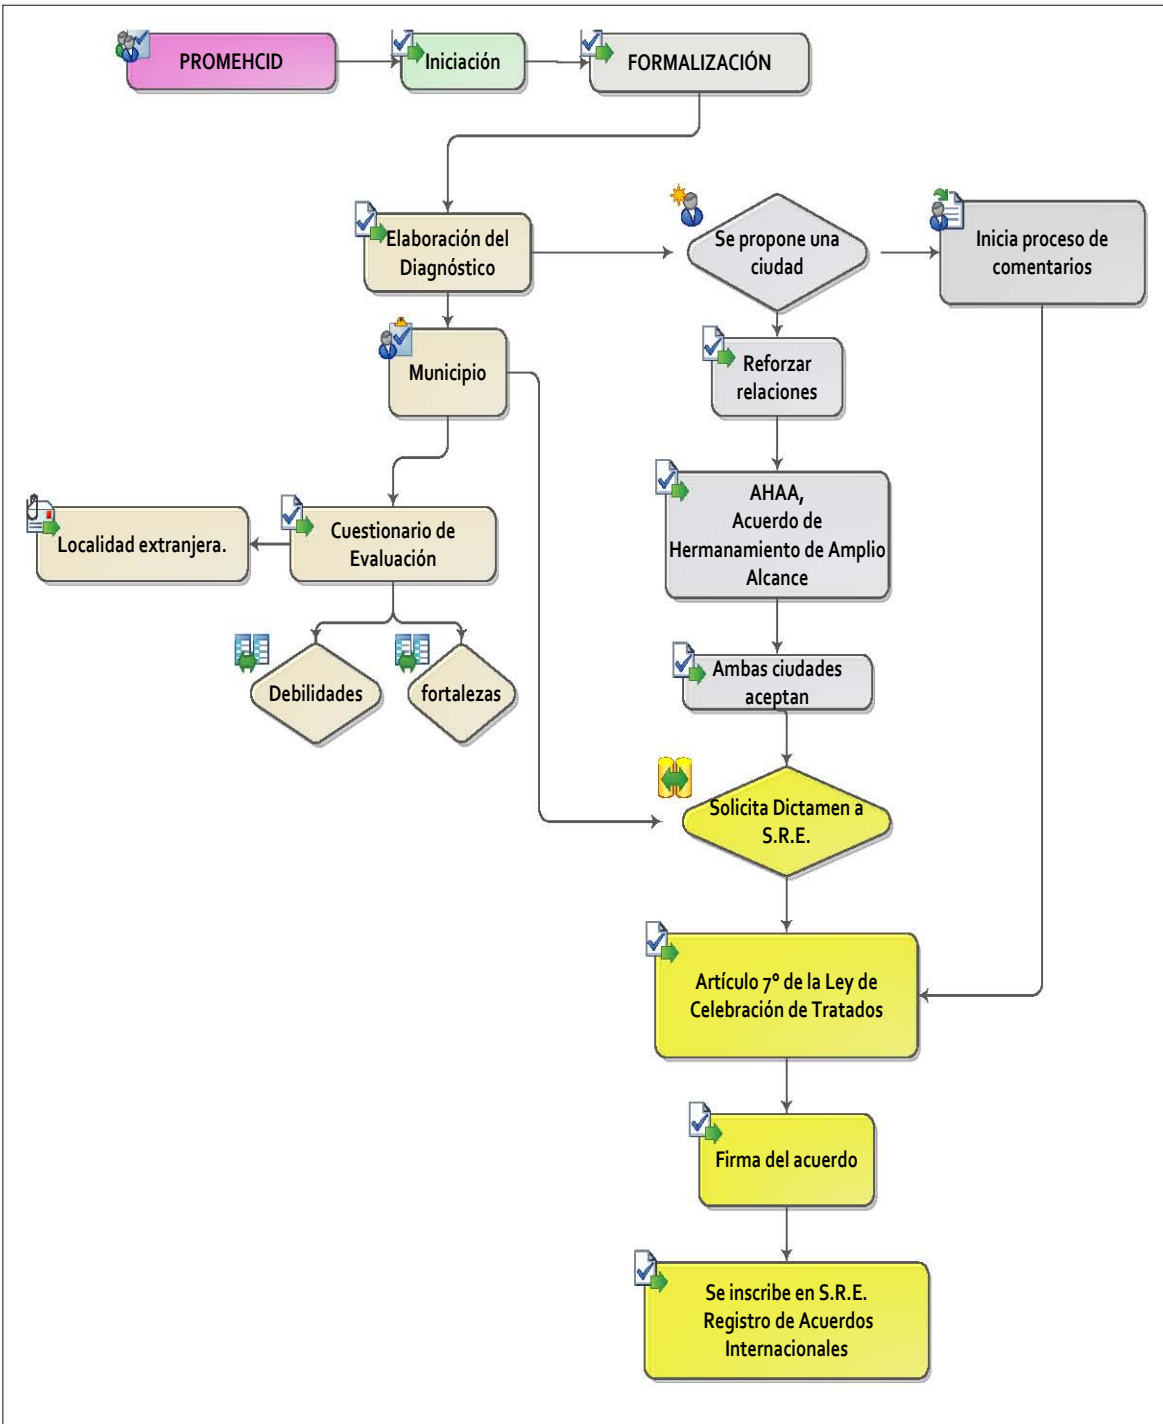 PROMEHCID
Iniciación
FORMALIZACIÓN
Elaboración del
Diagnóstico
Se propone una
ciudad
Inicia proceso de
comentarios
Municipio
Reforzar
relaciones
Localidad extranjera.
Cuestionario de
Evaluación
AHAA,
Acuerdo de
Hermanamiento de Amplio
Alcance
Debilidades
fortalezas
Ambas ciudades
aceptan
Solicita Dictamen a
S.R.E.
Artículo 7° de la Ley de
Celebración de Tratados
Firma del acuerdo
Se inscribe en S.R.E.
Registro de Acuerdos
Internacionales